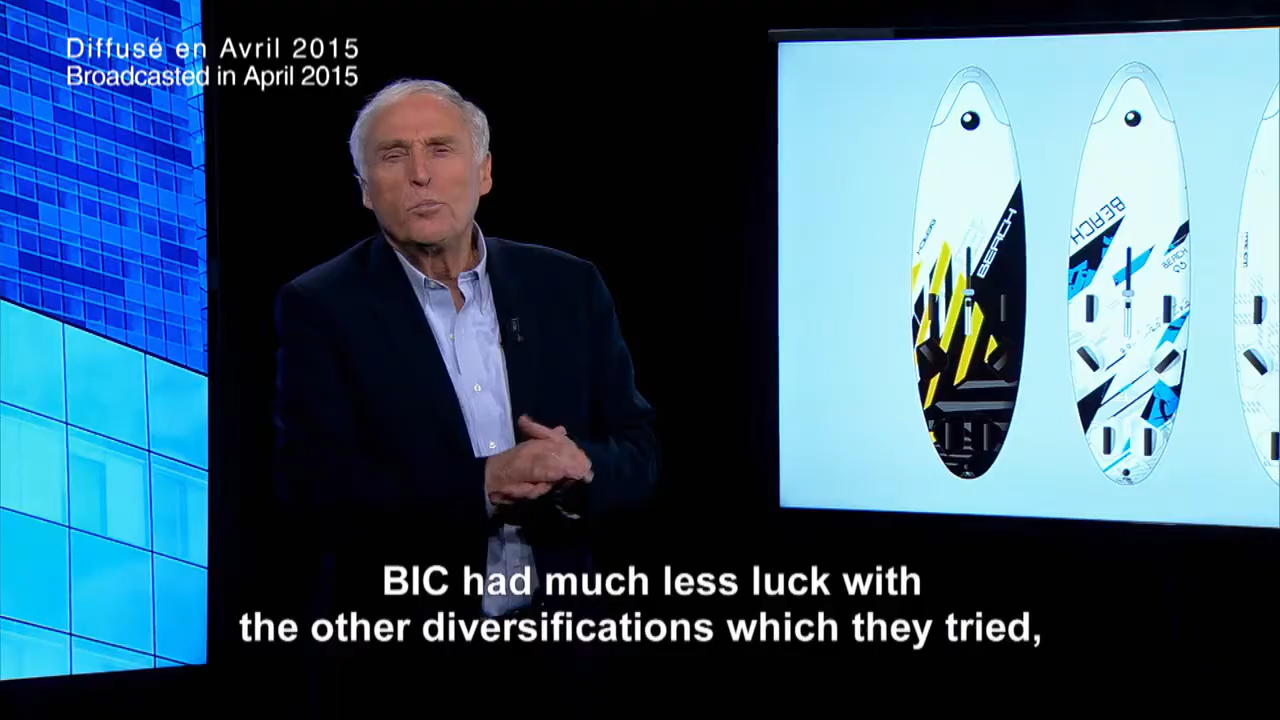 Diffusé en Avril 2015
Broadcasted in April 2015
BEACH
BEACH
BEACH
BIC had much less luck with
the other diversifications which they tried,